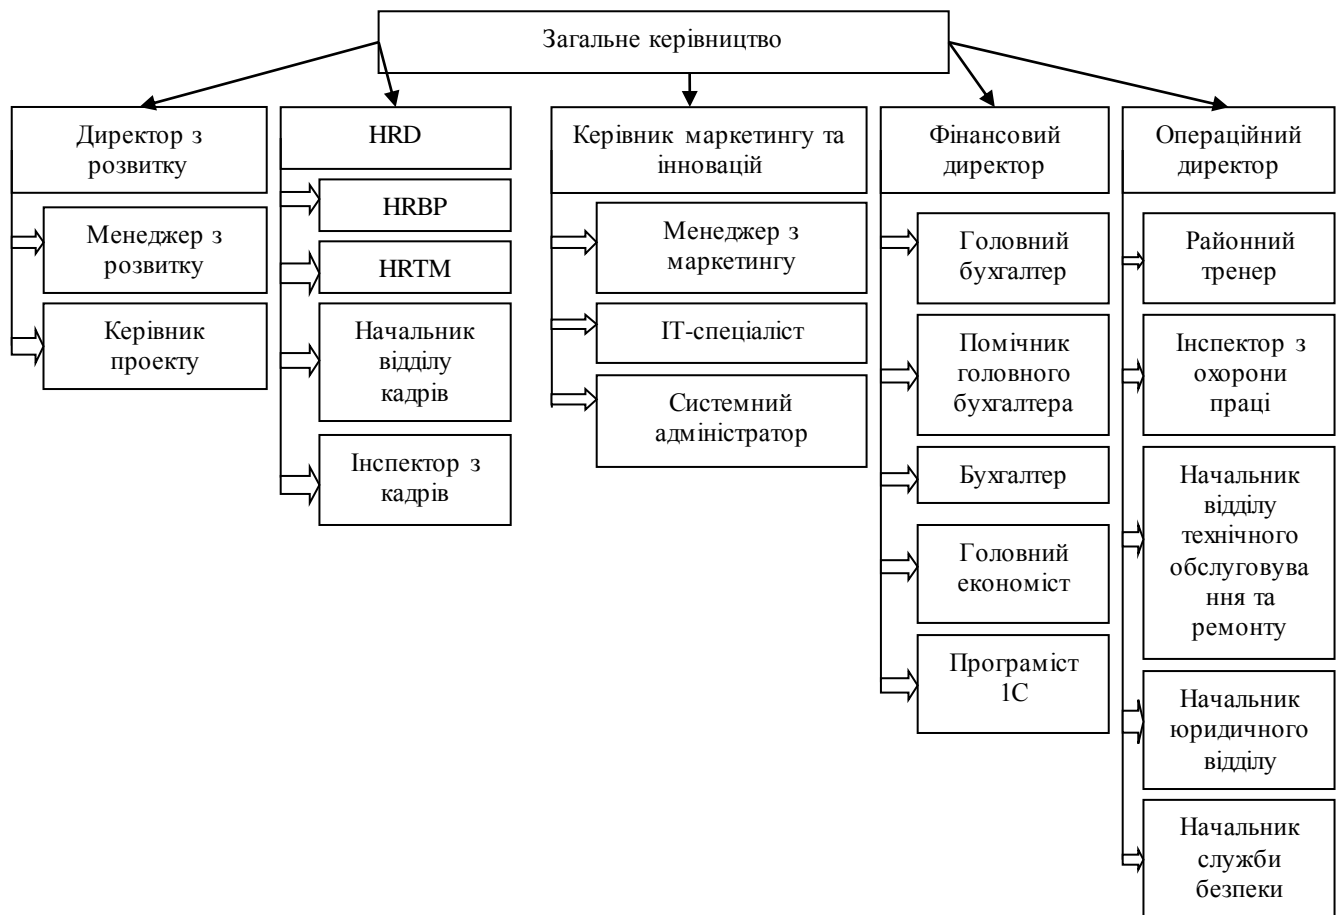 Загальне керівництво
Директор з
розвитку
Менеджер з
розвитку
Керівник
проекту
HRD
HRBP
HRTM
Начальник
відділу
кадрів
Інспектор з
кадрів
Керівник маркетингу та
інновацій
Менеджер з
маркетингу
ІТ-спеціаліст
Системний
адміністратор
Фінансовий
директор
Головний
бухгалтер
Помічник
головного
бухгалтера
Бухгалтер
Головний
економіст
Програміст
1С
Операційний
директор
Районний
тренер
Інспектор з
охорони
праці
Начальник
відділу
технічного
обслуговува
ння та
ремонту
Начальник
юридичного
відділу
Начальник
служби
безпеки